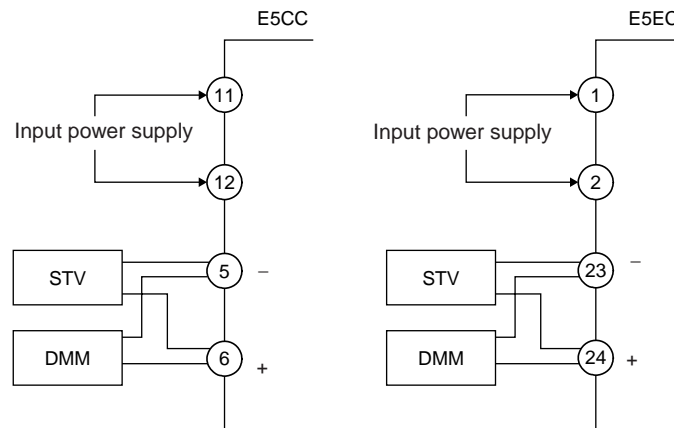 E5CC
11
Input power supply
12
STV
5
−
DMM
6
+
E5EC
1
Input power supply
2
STV
23
−
DMM
24
+